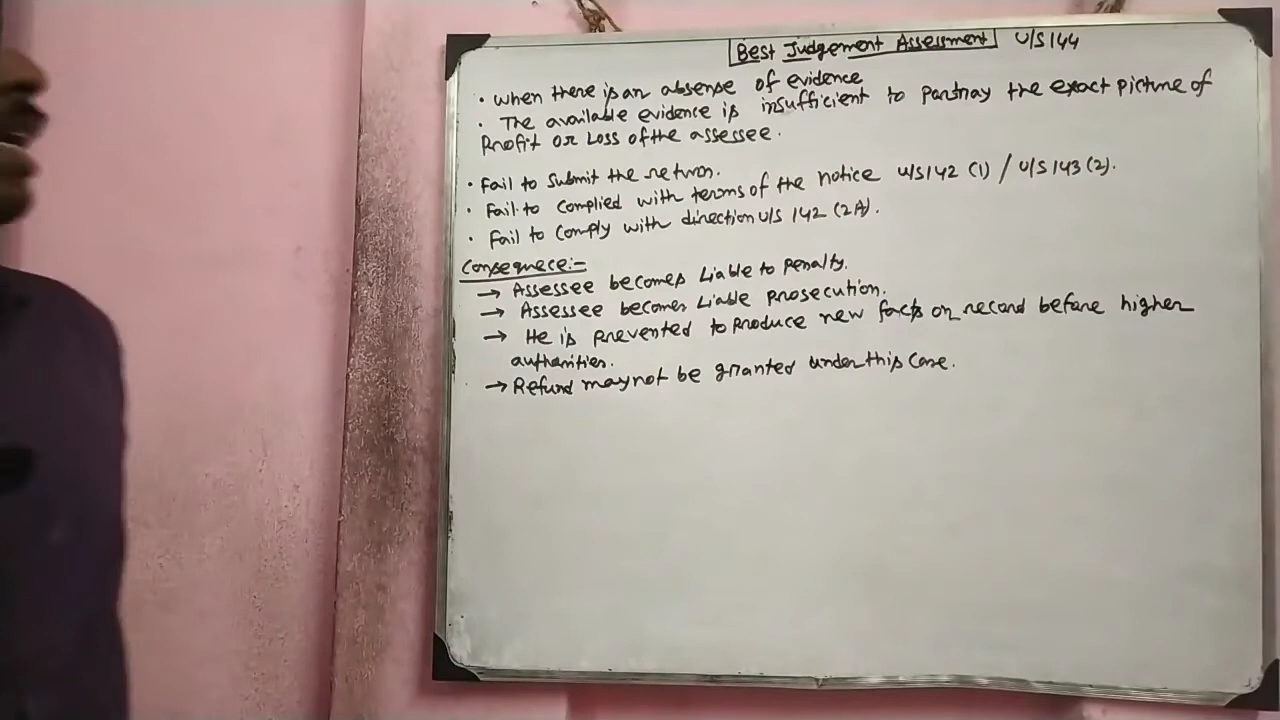 Best Judgement Assessment U/S 144
• When there is an absense of evidence
• The available evidence is insufficient to portray the exact picture of
Profit or Loss of the assessee.
• Fail to submit the return.
• Fail to complied with terms of the notice u/s 142 (1) / U/S 143 (2).
• Fail to comply with direction u/s 142 (2A).
Consequece:-
→ Assessee becomes Liable to penalty.
→ Assessee becomes Liable prosecution.
→ He is prevented to produce new facts on record before higher
authorities.
→ Refund may not be granted under this case.